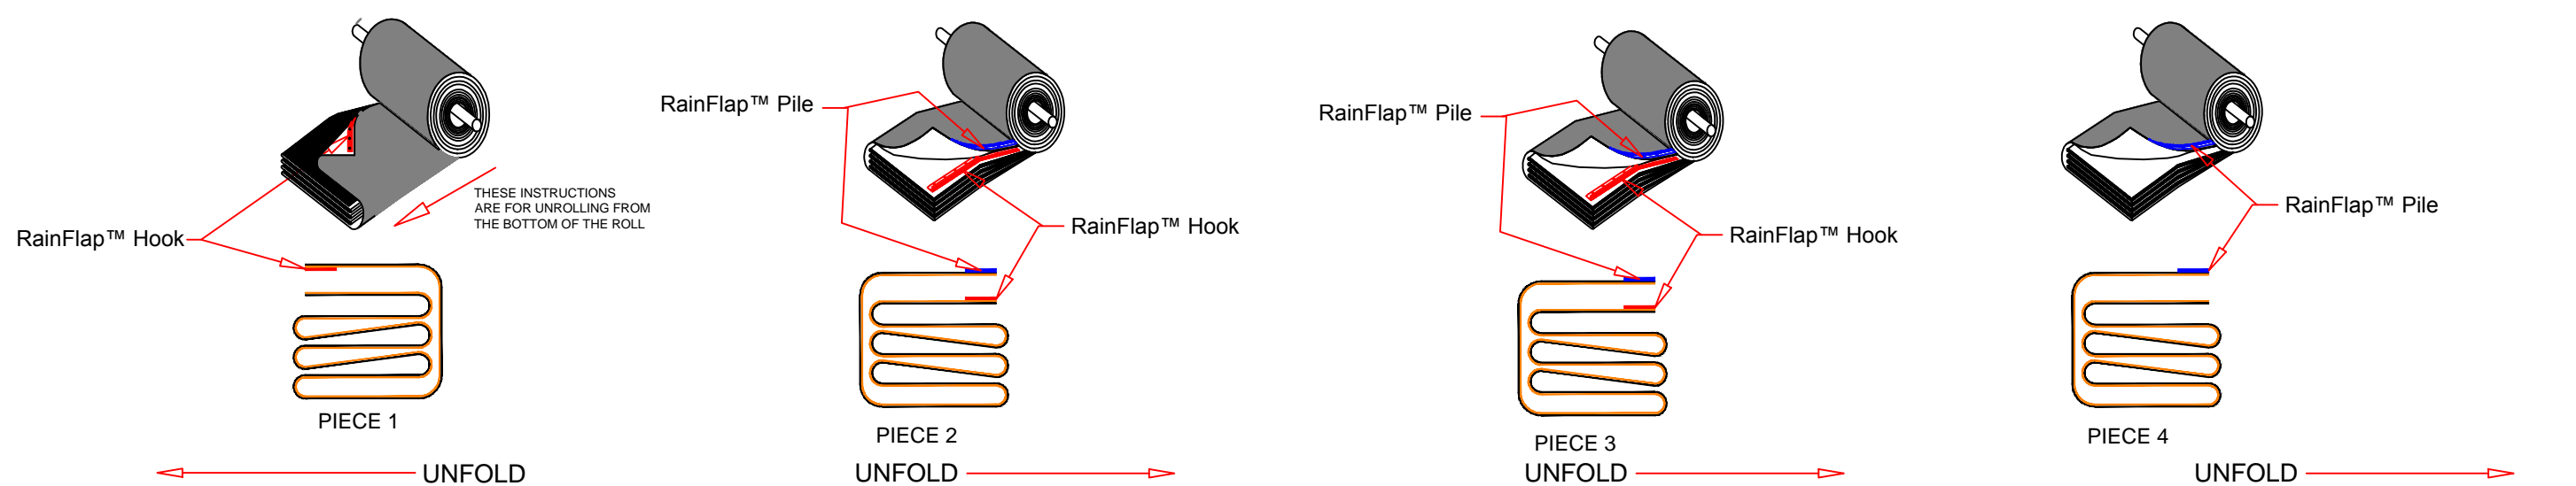 RainFlap™ Hook
THESE INSTRUCTIONS
ARE FOR UNROLLING FROM
THE BOTTOM OF THE ROLL
PIECE 1
UNFOLD
RainFlap™ Pile
RainFlap™ Hook
PIECE 2
UNFOLD
RainFlap™ Pile
RainFlap™ Hook
PIECE 3
UNFOLD
RainFlap™ Pile
PIECE 4
UNFOLD